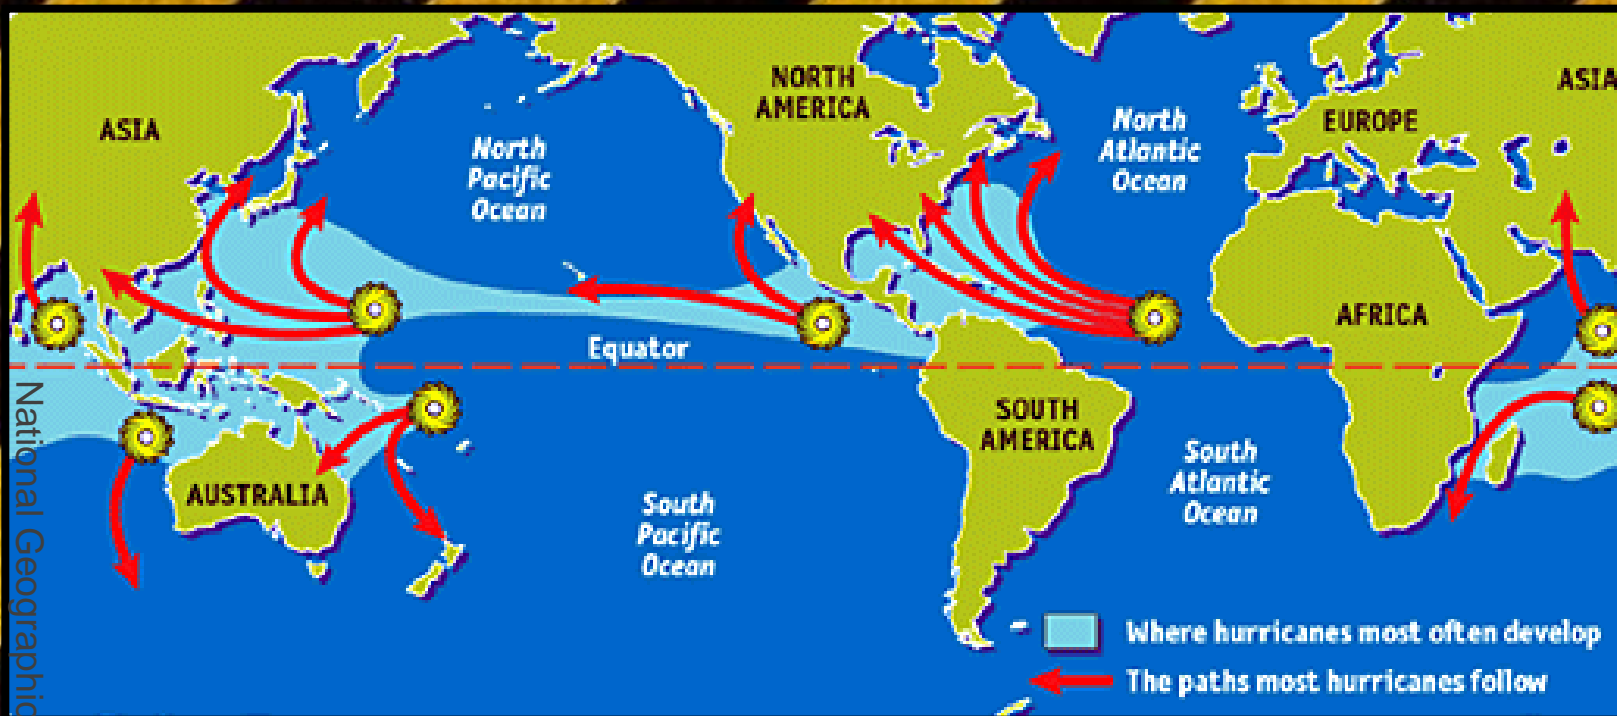 ASIA
NORTH
AMERICA
North
Pacific
Ocean
North
Atlantic
Ocean
EUROPE
ASIA
AFRICA
Equator
AUSTRALIA
South
Pacific
Ocean
SOUTH
AMERICA
South
Atlantic
Ocean
Where hurricanes most often develop
The paths most hurricanes follow
National Geographic